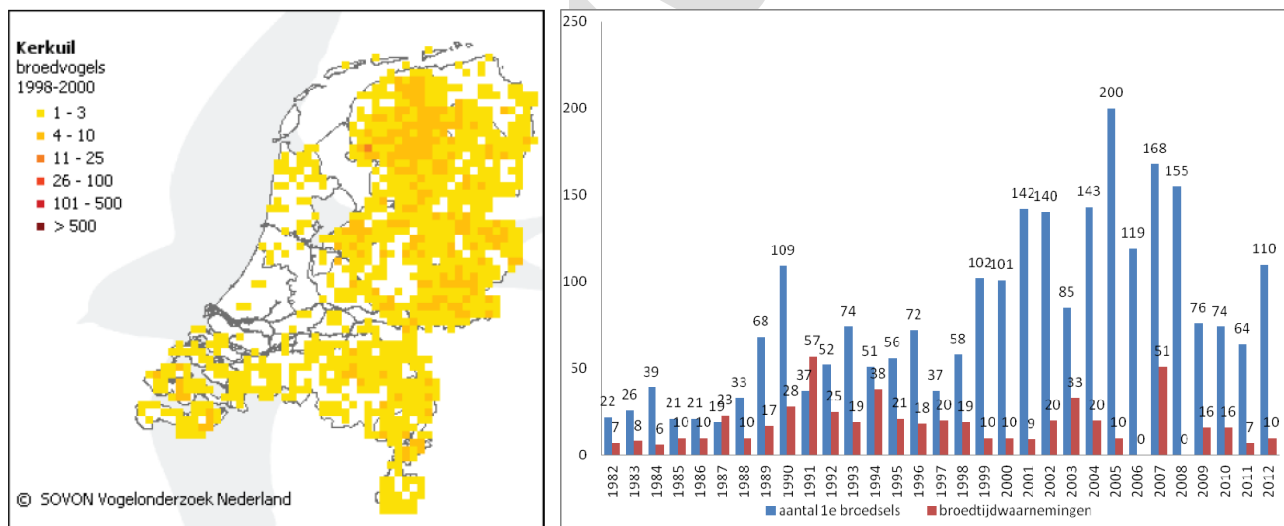 Kerkuil
broedvogels
1998-2000
1 - 3
4 - 10
11 - 25
26 - 100
101 - 500
> 500
© SOVON Vogelonderzoek Nederland
250
200
150
100
50
0
22 26 39 21 21 19 33 68 109 37 52 74 51 56 72 37 58 102 101 142 140 85 143 200 119 168 155 76 74 64 110
7 8 6 10 10 23 10 17 28 57 25 19 38 21 18 20 19 10 10 9 20 33 20 10 0 51 0 16 16 7 10
1982 1983 1984 1985 1986 1987 1988 1989 1990 1991 1992 1993 1994 1995 1996 1997 1998 1999 2000 2001 2002 2003 2004 2005 2006 2007 2008 2009 2010 2011 2012
aantal 1e broedsels broedtijdwaarnemingen